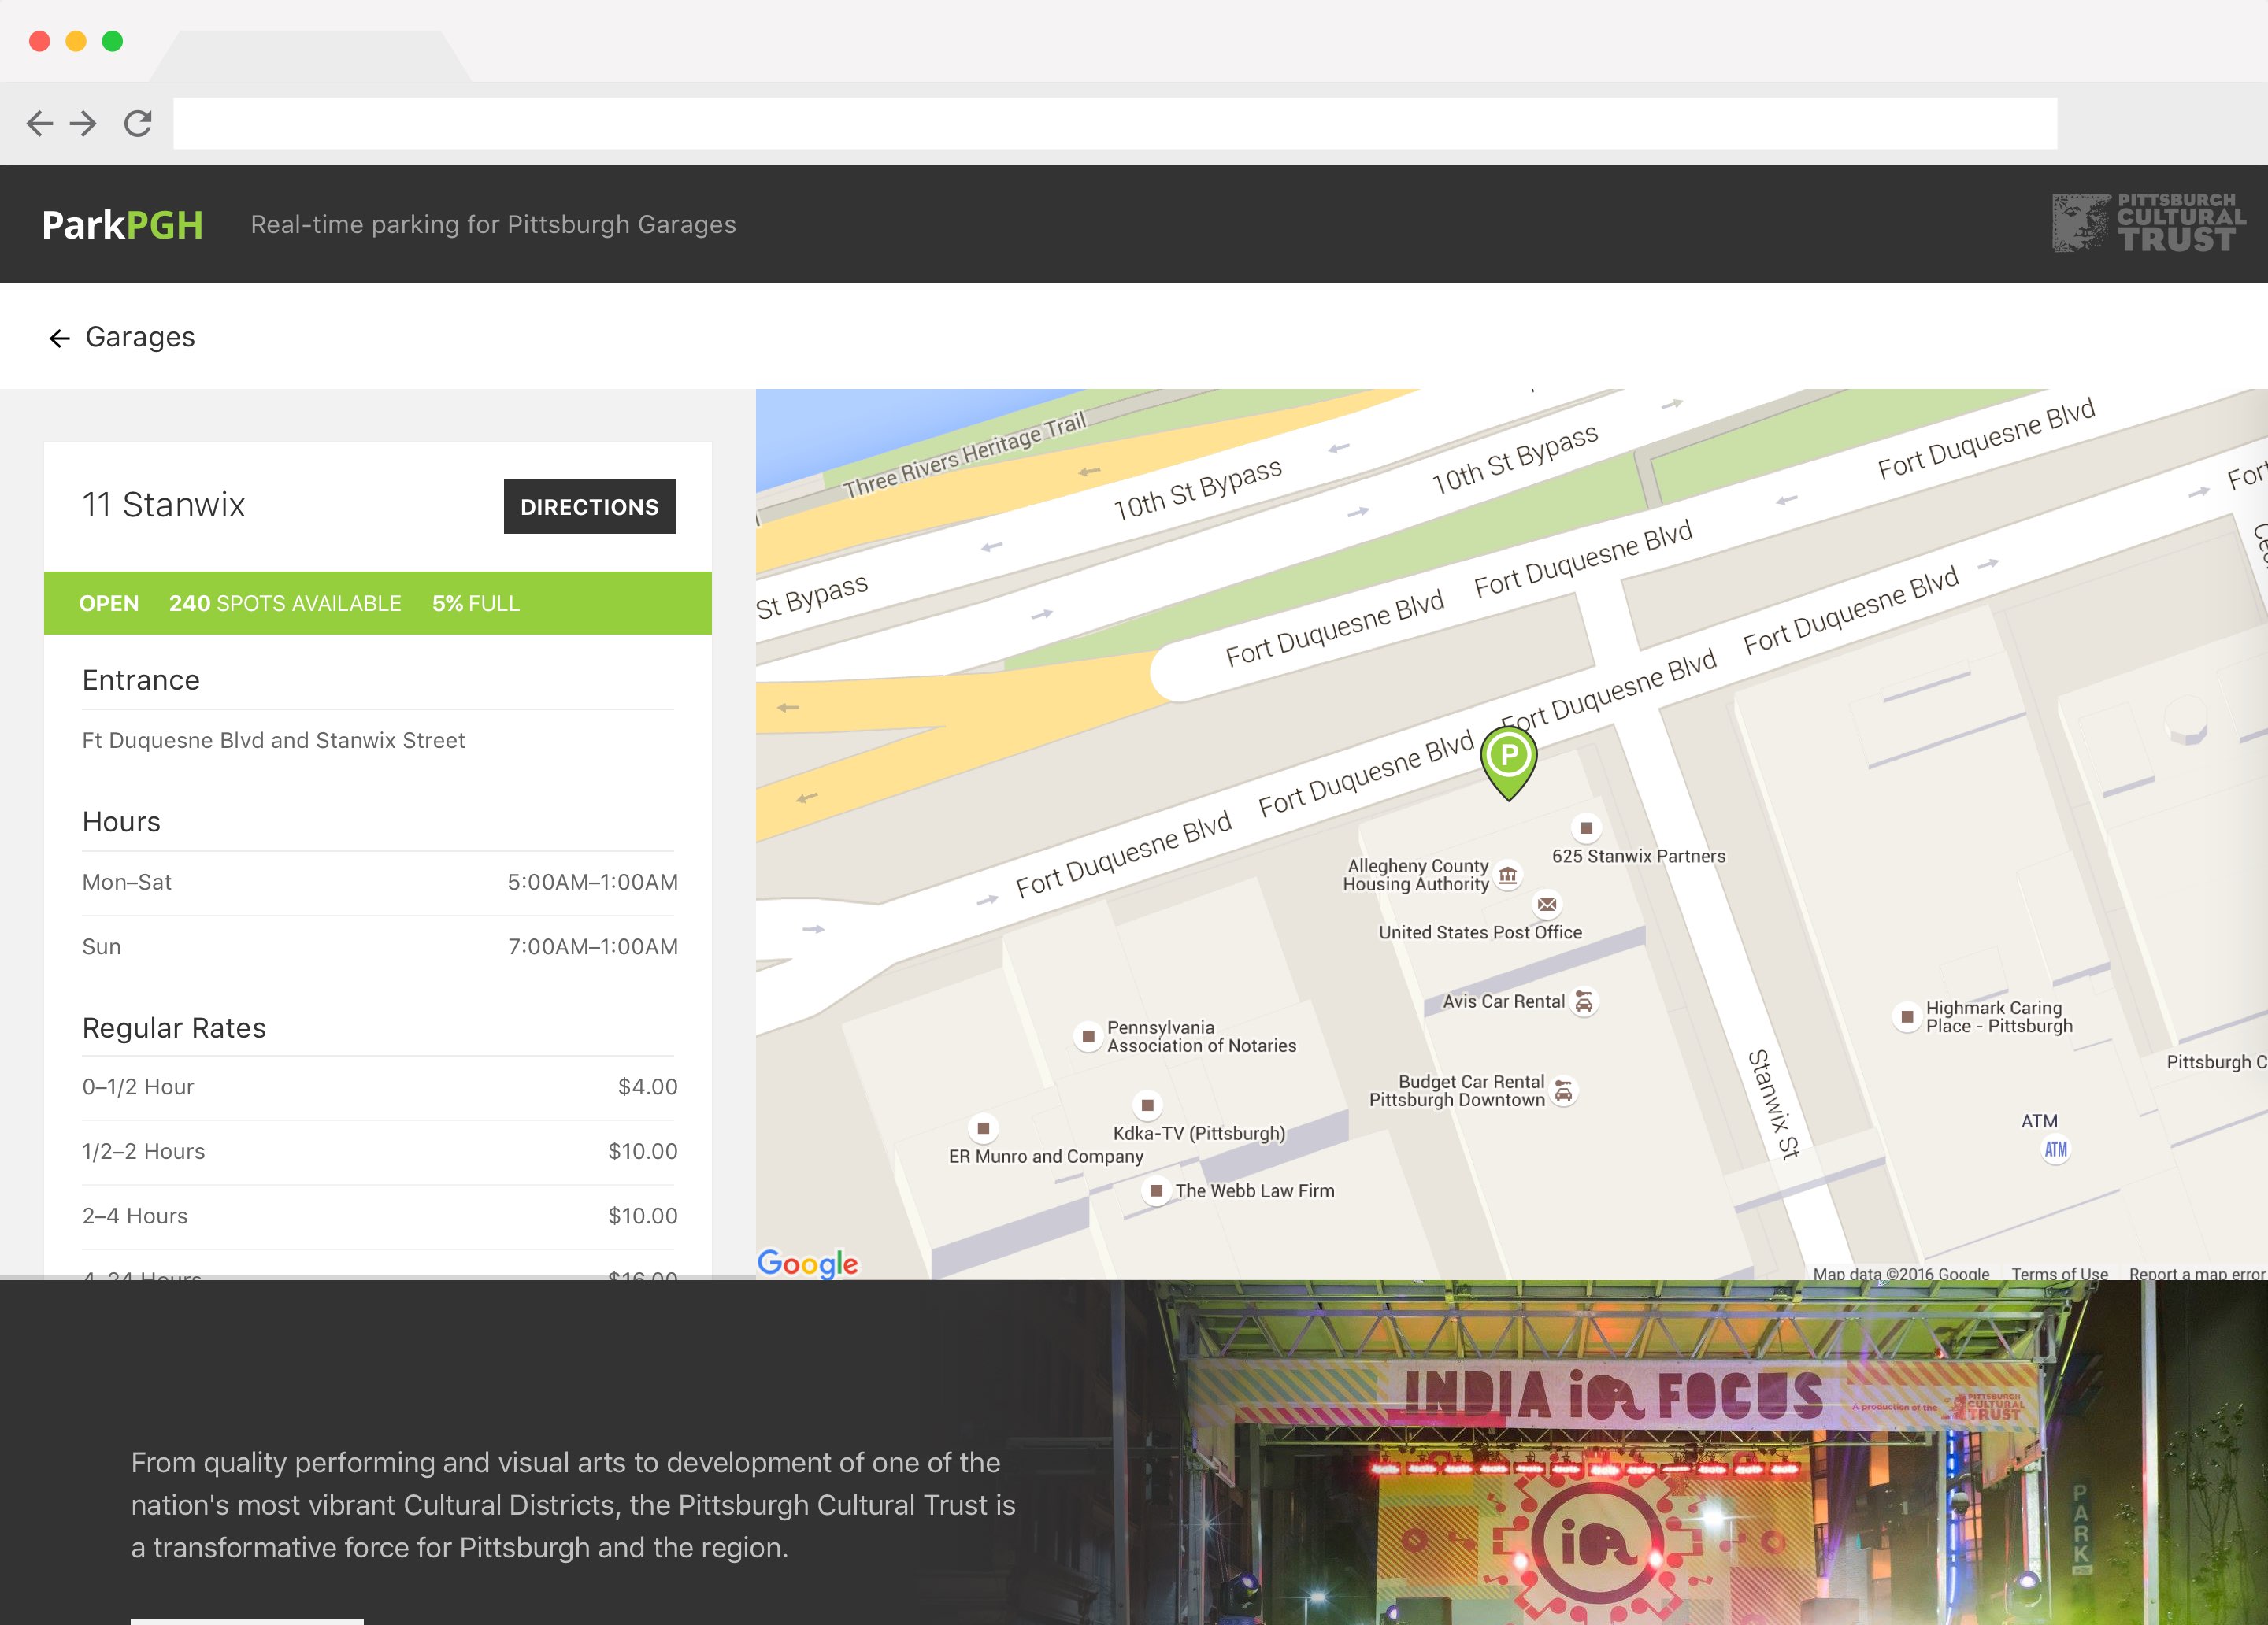 ParkPGH
Real-time parking for Pittsburgh Garages
PITTSBURGH
CULTURAL
TRUST
Garages
11 Stanwix
DIRECTIONS
OPEN 240 SPOTS AVAILABLE 5% FULL
Entrance
Ft Duquesne Blvd and Stanwix Street
Hours
Mon–Sat 5:00AM–1:00AM
Sun 7:00AM–1:00AM
Regular Rates
0–1/2 Hour $4.00
1/2–2 Hours $10.00
2–4 Hours $10.00
4–24 Hours $16.00
Three Rivers Heritage Trail
10th St Bypass
10th St Bypass
St Bypass
Fort Duquesne Blvd
Fort Duquesne Blvd
Fort Duquesne Blvd
Fort
Fort Duquesne Blvd
Fort Duquesne Blvd
Fort Duquesne Blvd
Fort Duquesne Blvd
P
625 Stanwix Partners
Allegheny County
Housing Authority
United States Post Office
Avis Car Rental
Budget Car Rental
Pittsburgh Downtown
Pennsylvania
Association of Notaries
Kdka-TV (Pittsburgh)
ER Munro and Company
The Webb Law Firm
Stanwix St
Highmark Caring
Place - Pittsburgh
Pittsburgh C
ATM
ATM
Google
Map data ©2016 Google Terms of Use Report a map error
INDIA in FOCUS
A production of the
PITTSBURGH
CULTURAL
TRUST
PARK
From quality performing and visual arts to development of one of the
nation's most vibrant Cultural Districts, the Pittsburgh Cultural Trust is
a transformative force for Pittsburgh and the region.